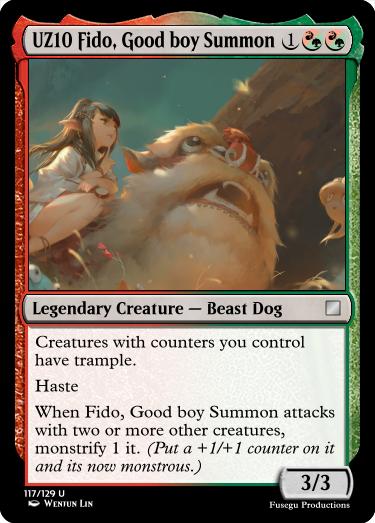 UZ10 Fido, Good boy Summon 1
Legendary Creature — Beast Dog
Creatures with counters you control
have trample.
Haste
When Fido, Good boy Summon attacks
with two or more other creatures,
monstrify 1 it. (Put a +1/+1 counter on it
and its now monstrous.)
3/3
117/129 U
Wentun Lin
Fusegu Productions